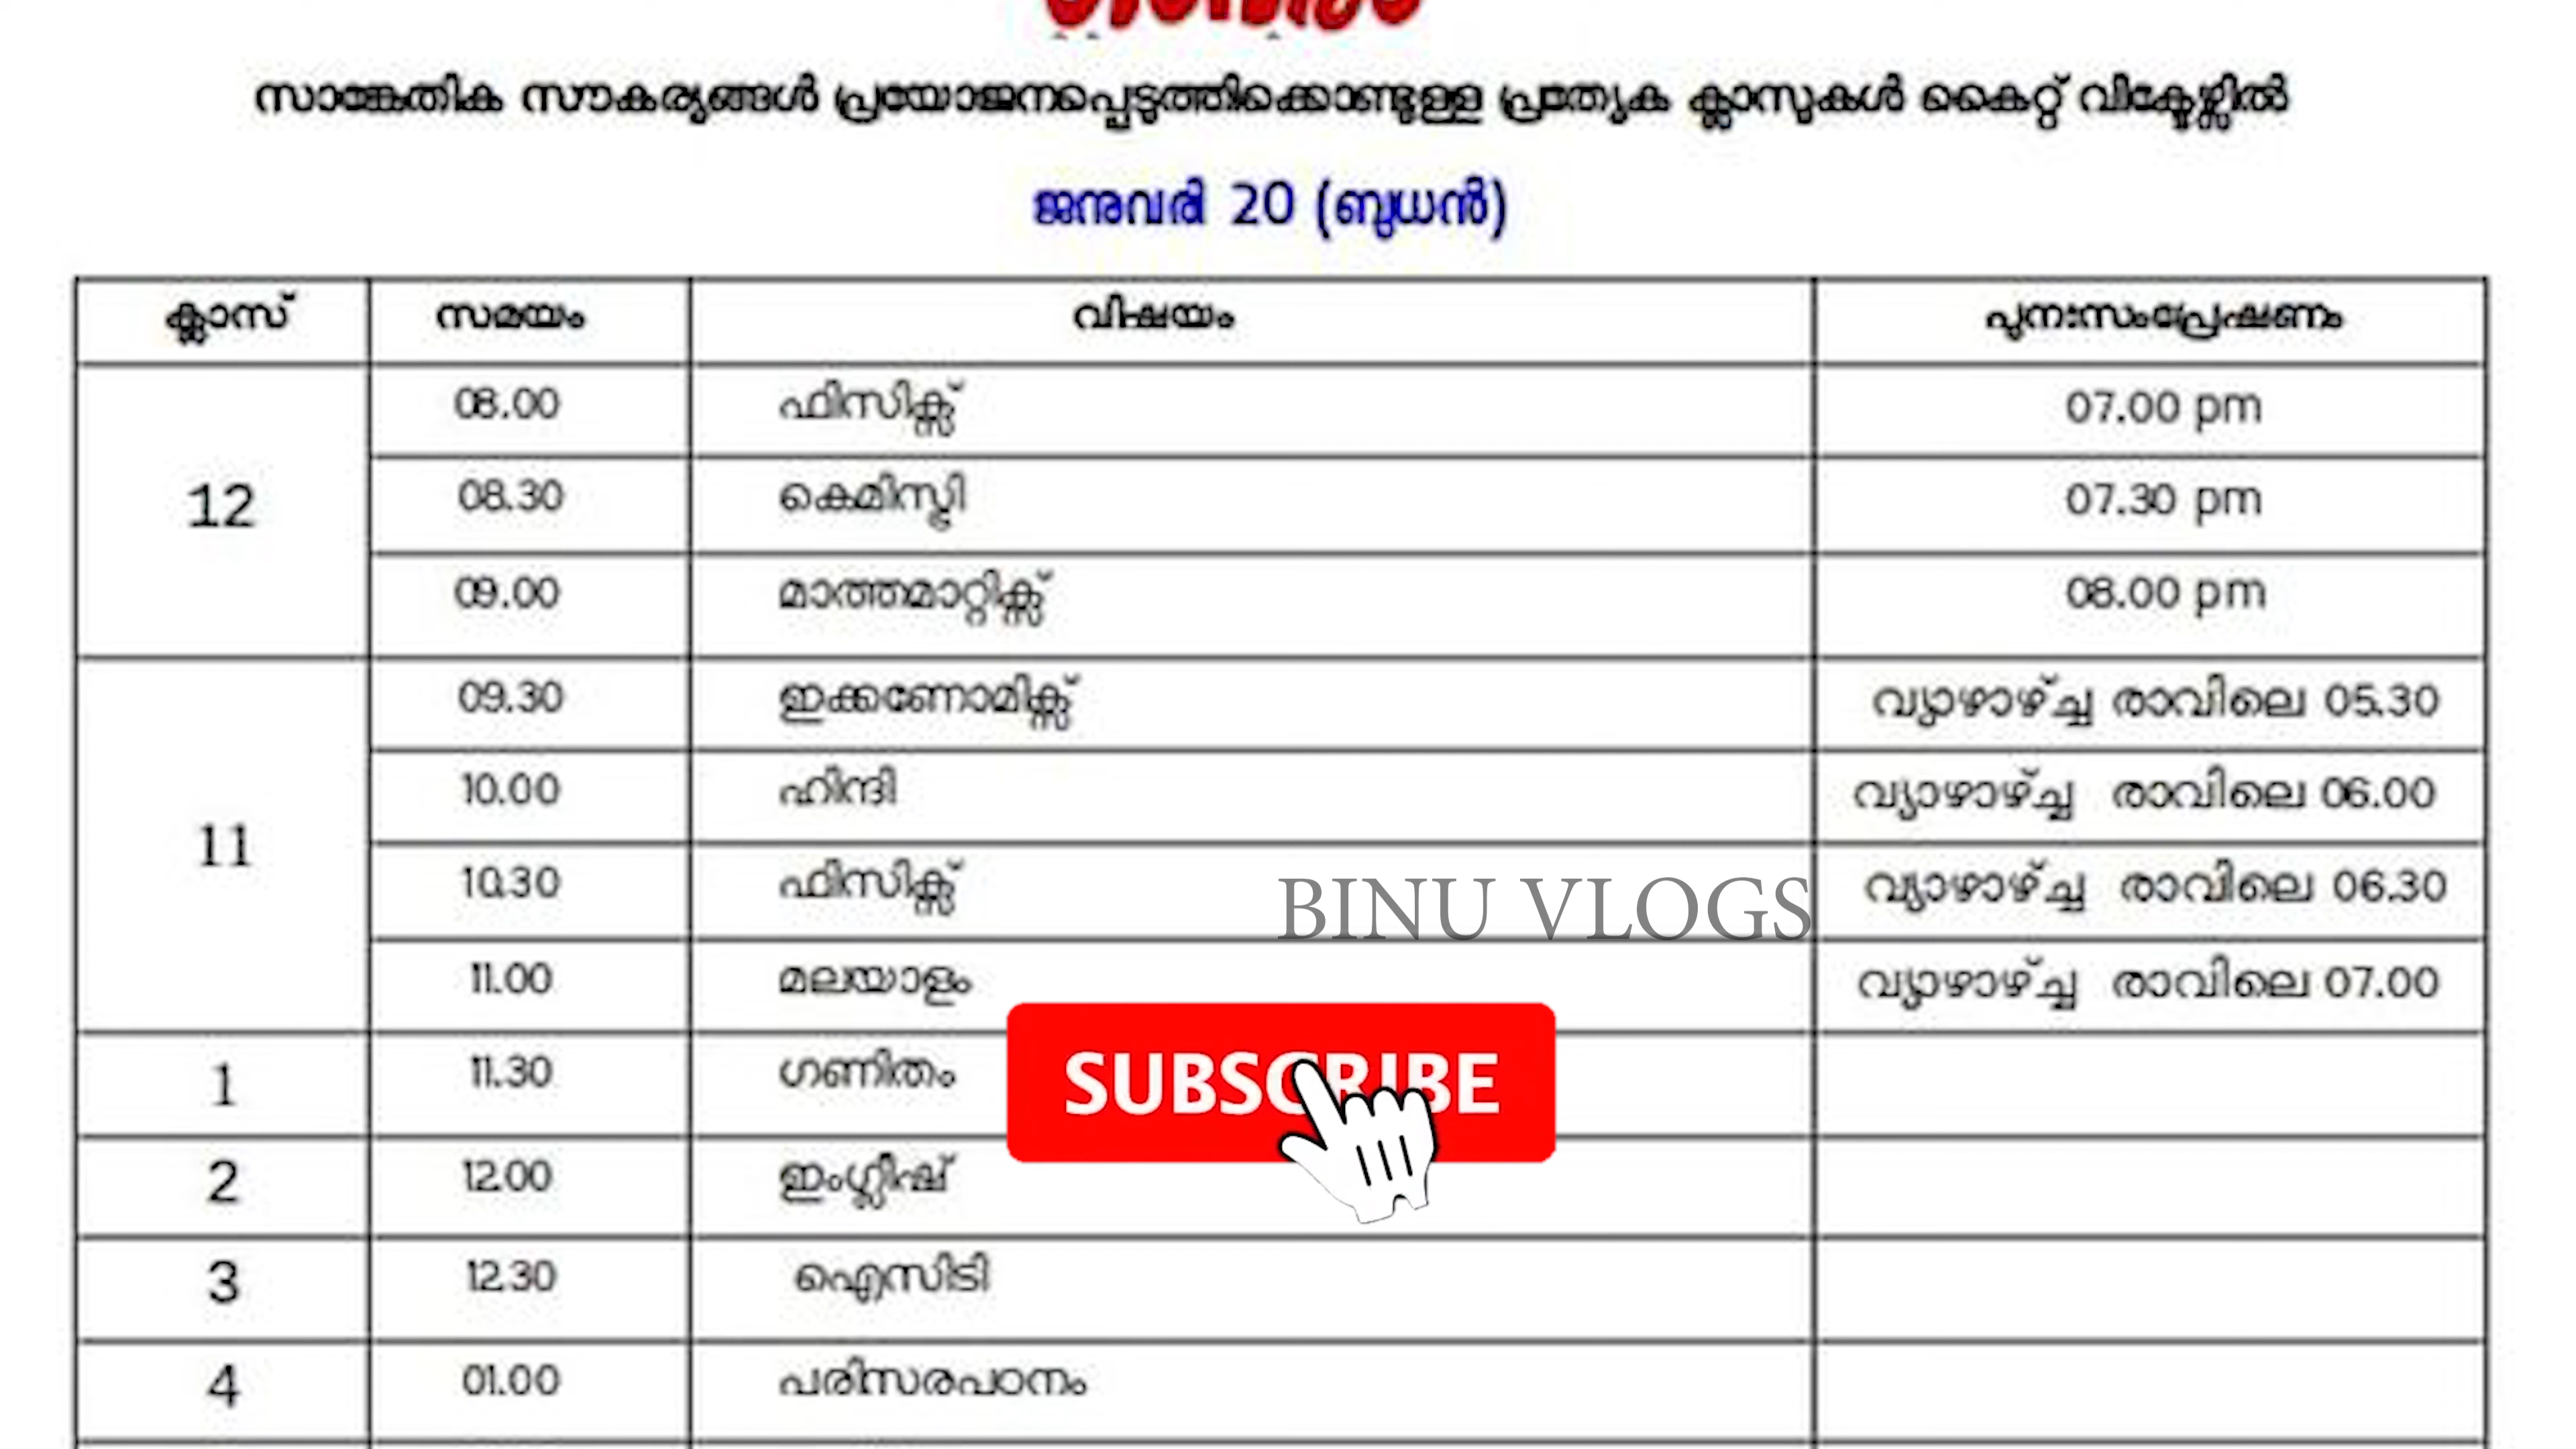 സാങ്കേതിക സൗകര്യങ്ങൾ പ്രയോജനപ്പെടുത്തിക്കൊണ്ടുള്ള പ്രത്യേക ക്ലാസുകൾ കൈറ്റ് വിക്ടേഴ്സിൽ
ജനുവരി 20 (ബുധൻ)
ക്ലാസ് സമയം വിഷയം പുനഃസംപ്രേഷണം
12
08.00 ഫിസിക്സ് 07.00 pm
08.30 കെമിസ്ട്രി 07.30 pm
09.00 മാത്തമാറ്റിക്സ് 08.00 pm
11
09.30 ഇക്കണോമിക്സ് വ്യാഴാഴ്ച്ച രാവിലെ 05.30
10.00 ഹിന്ദി വ്യാഴാഴ്ച്ച രാവിലെ 06.00
10.30 ഫിസിക്സ് വ്യാഴാഴ്ച്ച രാവിലെ 06.30
BINU VLOGS
11.00 മലയാളം വ്യാഴാഴ്ച്ച രാവിലെ 07.00
1 11.30 ഗണിതം
SUBSCRIBE
2 12.00 ഇംഗ്ലീഷ്
3 12.30 ഐസിടി
4 01.00 പരിസരപഠനം